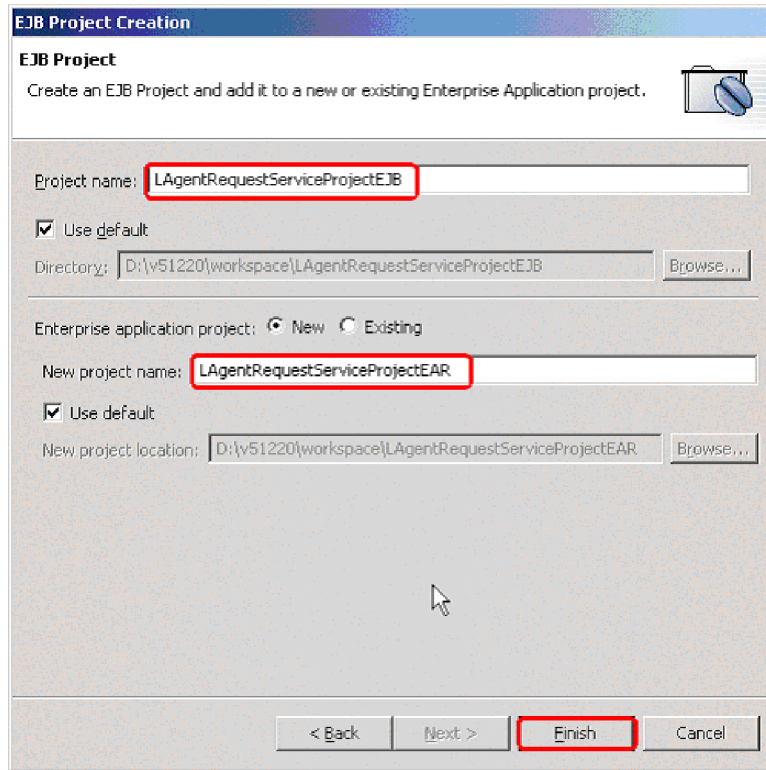 EJB Project Creation
EJB Project
Create an EJB Project and add it to a new or existing Enterprise Application project.
Project name: LAgentRequestServiceProjectEJB
Use default
Directory: D:\v51220\workspace\LAgentRequestServiceProjectEJB Browse...
Enterprise application project: New Existing
New project name: LAgentRequestServiceProjectEAR
Use default
New project location: D:\v51220\workspace\LAgentRequestServiceProjectEAR Browse...
< Back Next > Finish Cancel